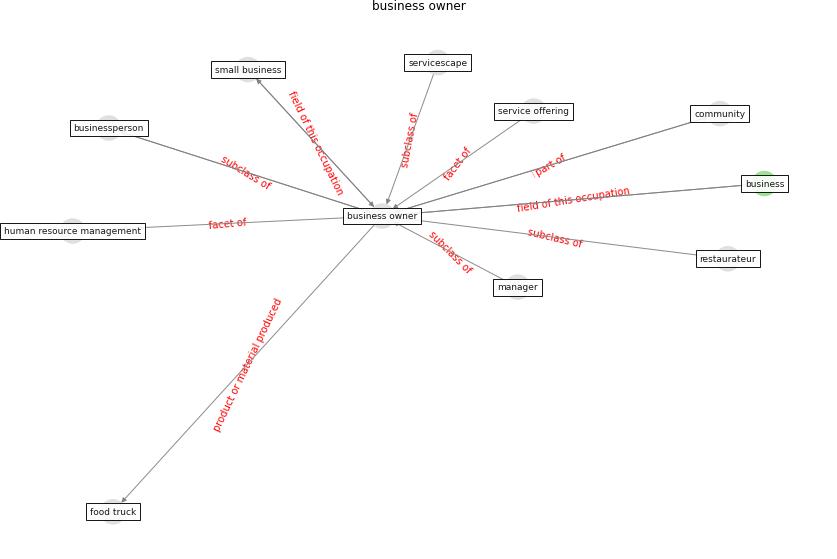 business owner
servicescape
small business
service offering
community
businessperson
field of this occupation
subclass of
subclass of
facet of
part of
business
field of this occupation
business owner
facet of
human resource management
subclass of
subclass of
restaurateur
manager
product or material produced
food truck